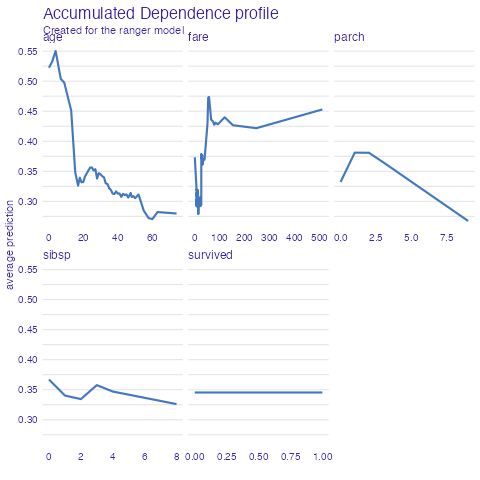 Accumulated Dependence profile
Created for the ranger model
age fare parch
0.55
0.50
0.45
0.40
0.35
0.30
0 20 40 60 0 100 200 300 400 500 0.0 2.5 5.0 7.5
average prediction
sibsp survived
0.55
0.50
0.45
0.40
0.35
0.30
0 2 4 6 8 0.00 0.25 0.50 0.75 1.00